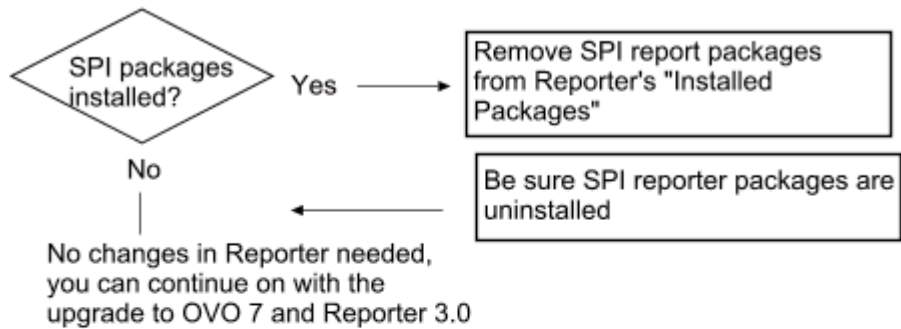 SPI packages
installed?
Yes
Remove SPI report packages
from Reporter's "Installed
Packages"
No
Be sure SPI reporter packages are
uninstalled
No changes in Reporter needed,
you can continue on with the
upgrade to OVO 7 and Reporter 3.0